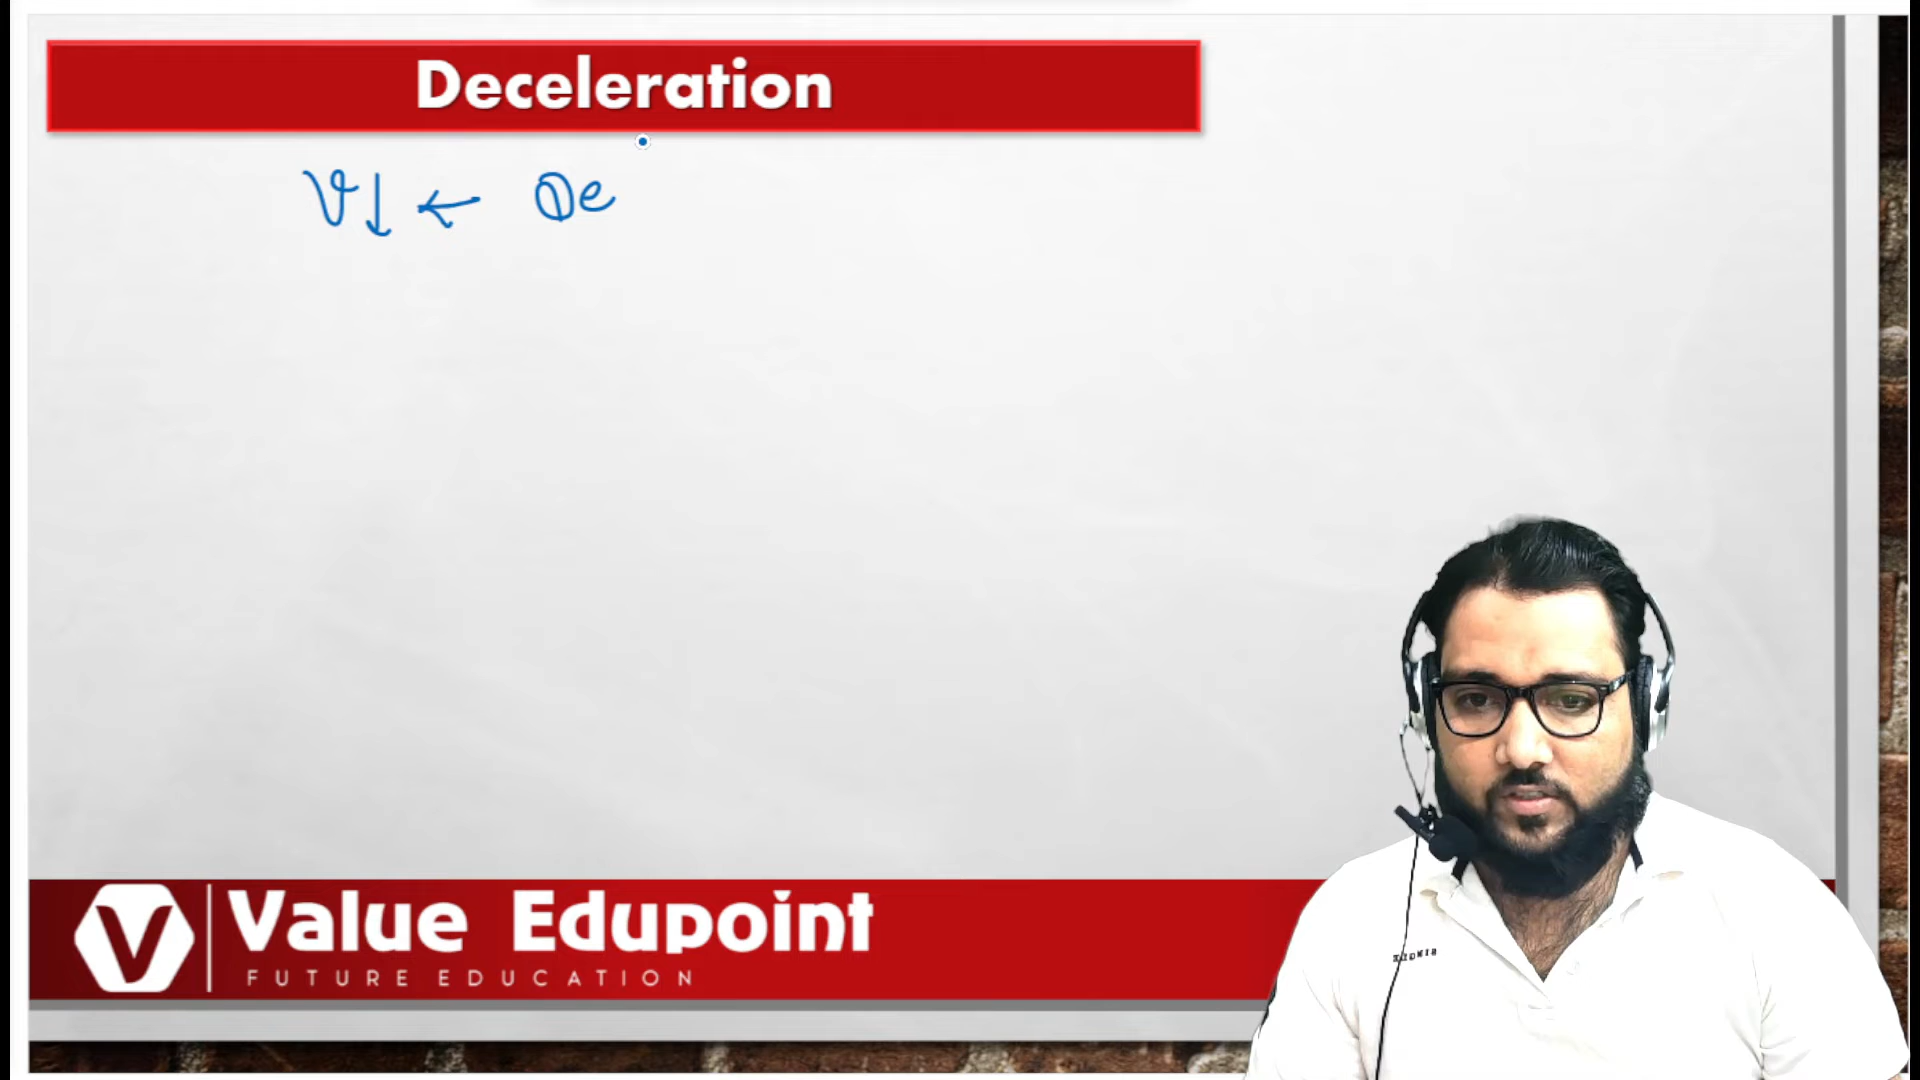 Deceleration
v↓ ← De
Value Edupoint
FUTURE EDUCATION